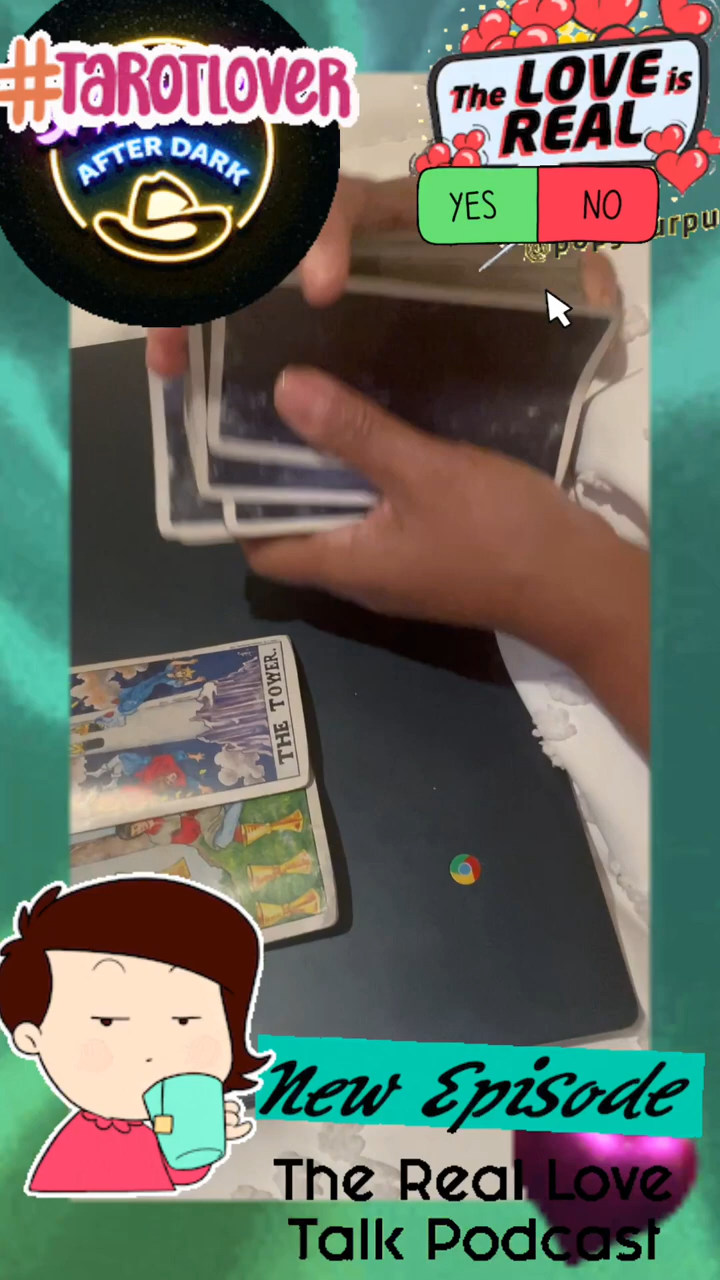 #TAROTLOVER
AFTER DARK
The LOVE is
REAL
YES
NO
THE TOWER.
New Episode
The Real Love
Talk Podcast